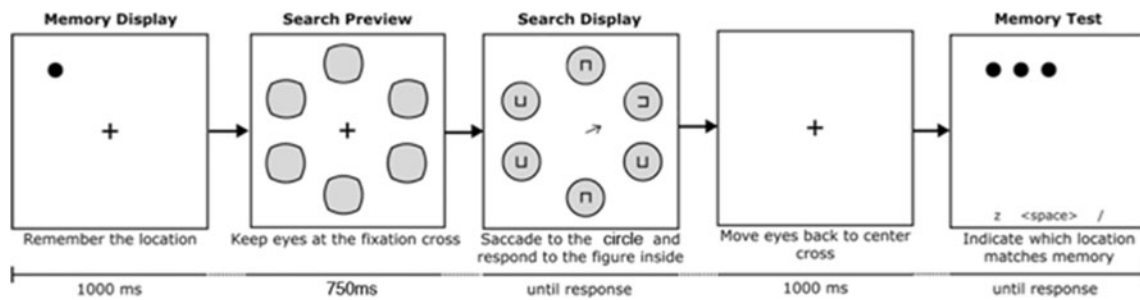 Memory Display
Search Preview
Search Display
Memory Test
z <space> /
Remember the location
Keep eyes at the fixation cross
Saccade to the circle and
respond to the figure inside
Move eyes back to center
cross
Indicate which location
matches memory
1000 ms
750ms
until response
1000 ms
until response